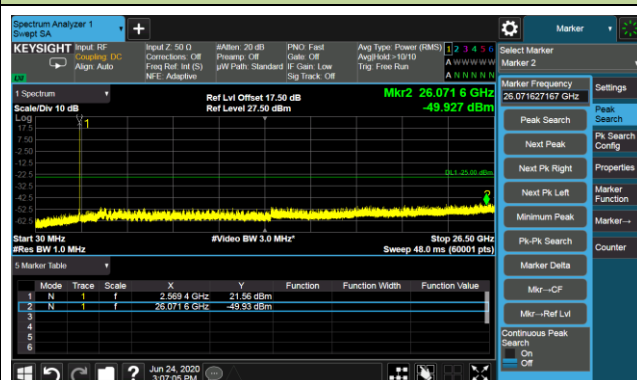 Spectrum Analyzer 1
Swept SA
Marker
KEYSIGHT
Input: RF
Coupling: DC
Align: Auto
Input Z: 50 Ω
Corrections: Off
Freq Ref: Int (S)
NFE: Adaptive
#Atten: 20 dB
Preamp: Off
µW Path: Standard
PNO: Fast
Gate: Off
IF Gain: Low
Sig Track: Off
Avg Type: Power (RMS)
Avg|Hold >10/10
Trig: Free Run
1 2 3 4 5 6
A W W W W W
A N N N N N
Select Marker
Marker 2
1 Spectrum
Scale/Div 10 dB
Ref Lvl Offset 17.50 dB
Ref Level 27.50 dBm
Mkr2 26.071 6 GHz
-49.927 dBm
Log
17.5
7.50
-2.50
-12.5
-22.5
-32.5
-42.5
-52.5
-62.5
1
2
DL1 -25.00 dBm
Start 30 MHz
#Res BW 1.0 MHz
#Video BW 3.0 MHz*
Stop 26.50 GHz
Sweep 48.0 ms (60001 pts)
5 Marker Table
Mode Trace Scale X Y Function Function Width Function Value
1 N 1 f 2.569 4 GHz 21.56 dBm
2 N 1 f 26.071 6 GHz -49.93 dBm
3
4
5
6
Marker Frequency
26.071627167 GHz
Peak Search
Next Peak
Next Pk Right
Next Pk Left
Minimum Peak
Pk-Pk Search
Marker Delta
Mkr→CF
Mkr→Ref Lvl
Continuous Peak
Search
On
Off
Settings
Peak
Search
Pk Search
Config
Properties
Marker
Function
Marker→
Counter
Jun 24, 2020
3:07:05 PM